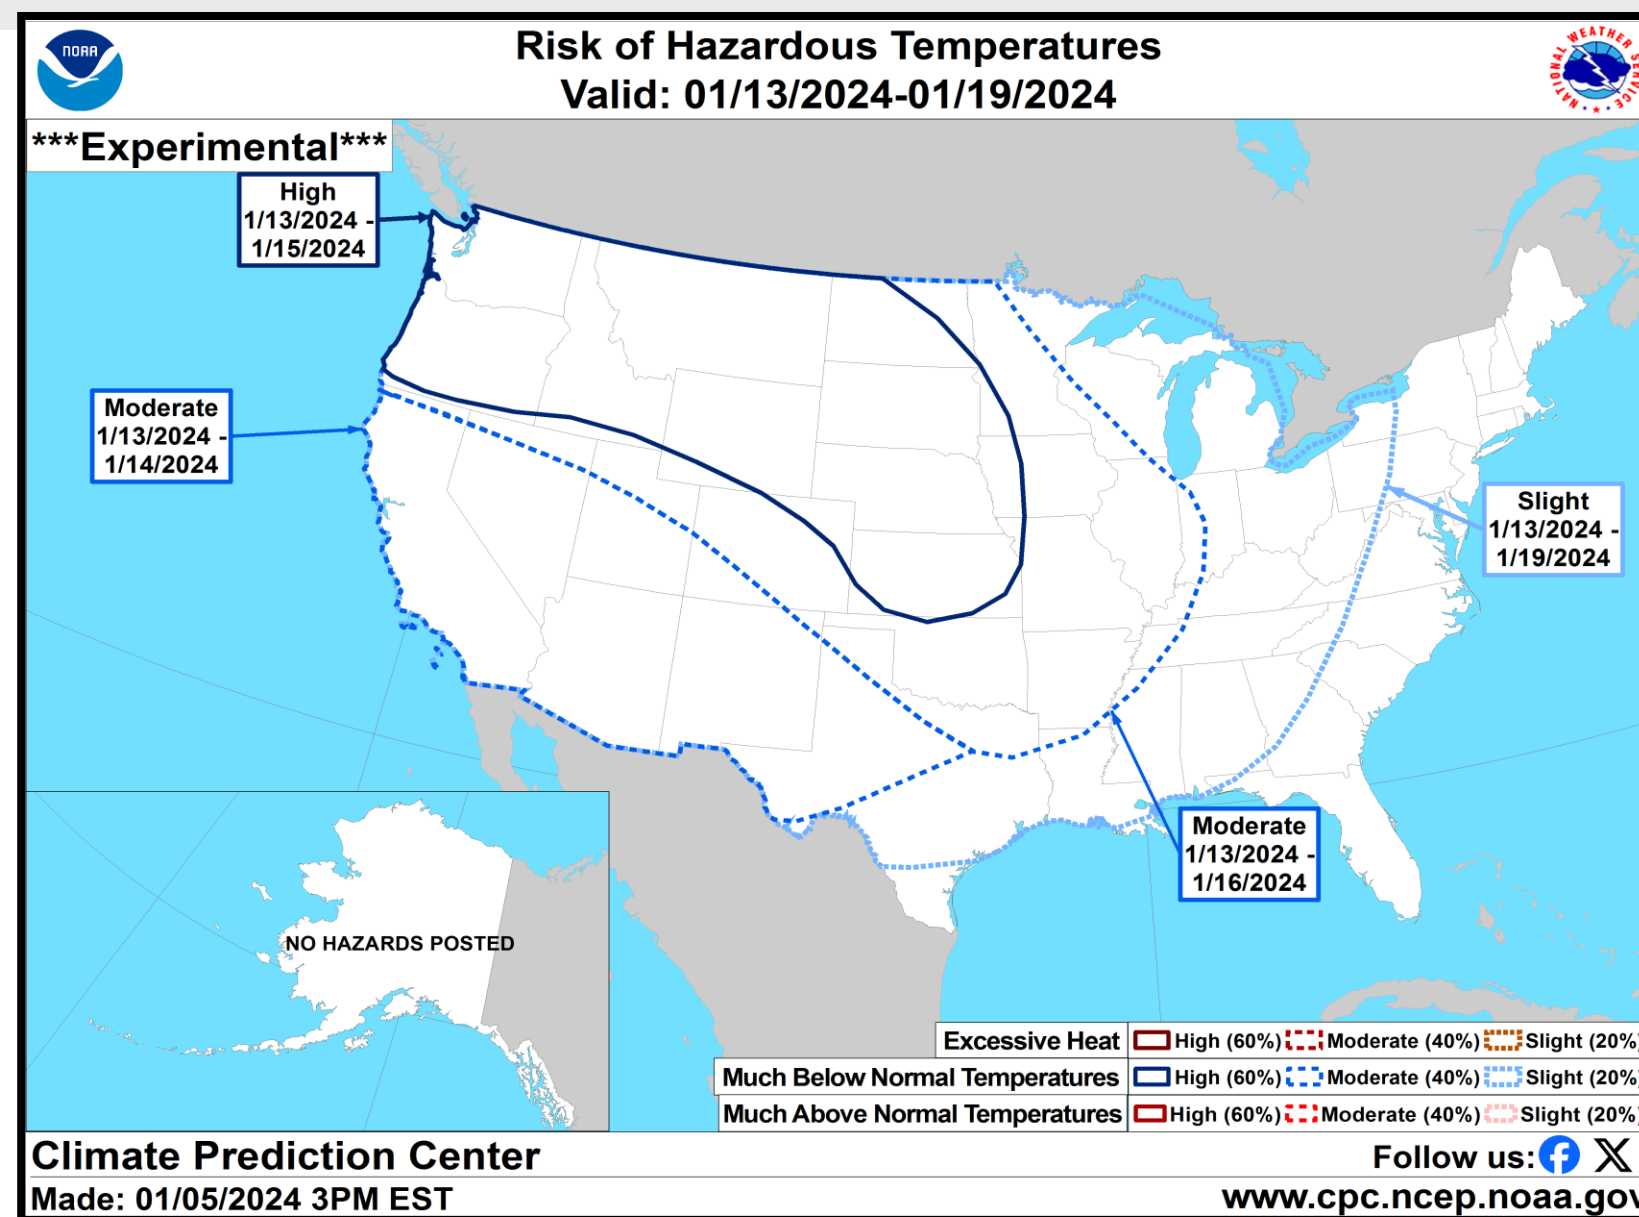 NOAA
Risk of Hazardous Temperatures
Valid: 01/13/2024-01/19/2024
NATIONAL WEATHER SERVICE
***Experimental***
High
1/13/2024 -
1/15/2024
Moderate
1/13/2024 -
1/14/2024
Slight
1/13/2024 -
1/19/2024
Moderate
1/13/2024 -
1/16/2024
NO HAZARDS POSTED
Excessive Heat High (60%) Moderate (40%) Slight (20%)
Much Below Normal Temperatures High (60%) Moderate (40%) Slight (20%)
Much Above Normal Temperatures High (60%) Moderate (40%) Slight (20%)
Climate Prediction Center
Follow us:
Made: 01/05/2024 3PM EST
www.cpc.ncep.noaa.gov